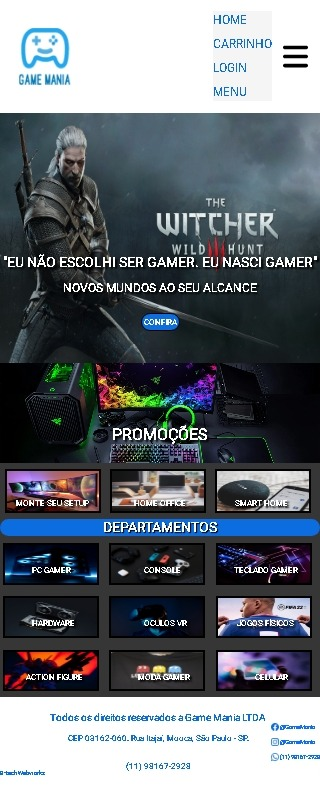 HOME
CARRINHO
LOGIN
MENU
GAME MANIA
THE
WITCHER
WILD HUNT
"EU NÃO ESCOLHI SER GAMER. EU NASCI GAMER"
NOVOS MUNDOS AO SEU ALCANCE
CONFIRA
PROMOÇÕES
MONTE SEU SETUP
HOME OFFICE
SMART HOME
DEPARTAMENTOS
PC GAMER
CONSOLE
TECLADO GAMER
HARDWARE
OCULOS VR
FIFA 22
JOGOS FÍSICOS
ACTION FIGURE
MODA GAMER
CELULAR
Todos os direitos reservados a Game Mania LTDA
@GameMania
CEP 03162-060. Rua Itajaí, Mooca, São Paulo - SP.
@GameMania
(11) 98167-2928
(11) 98167-2928